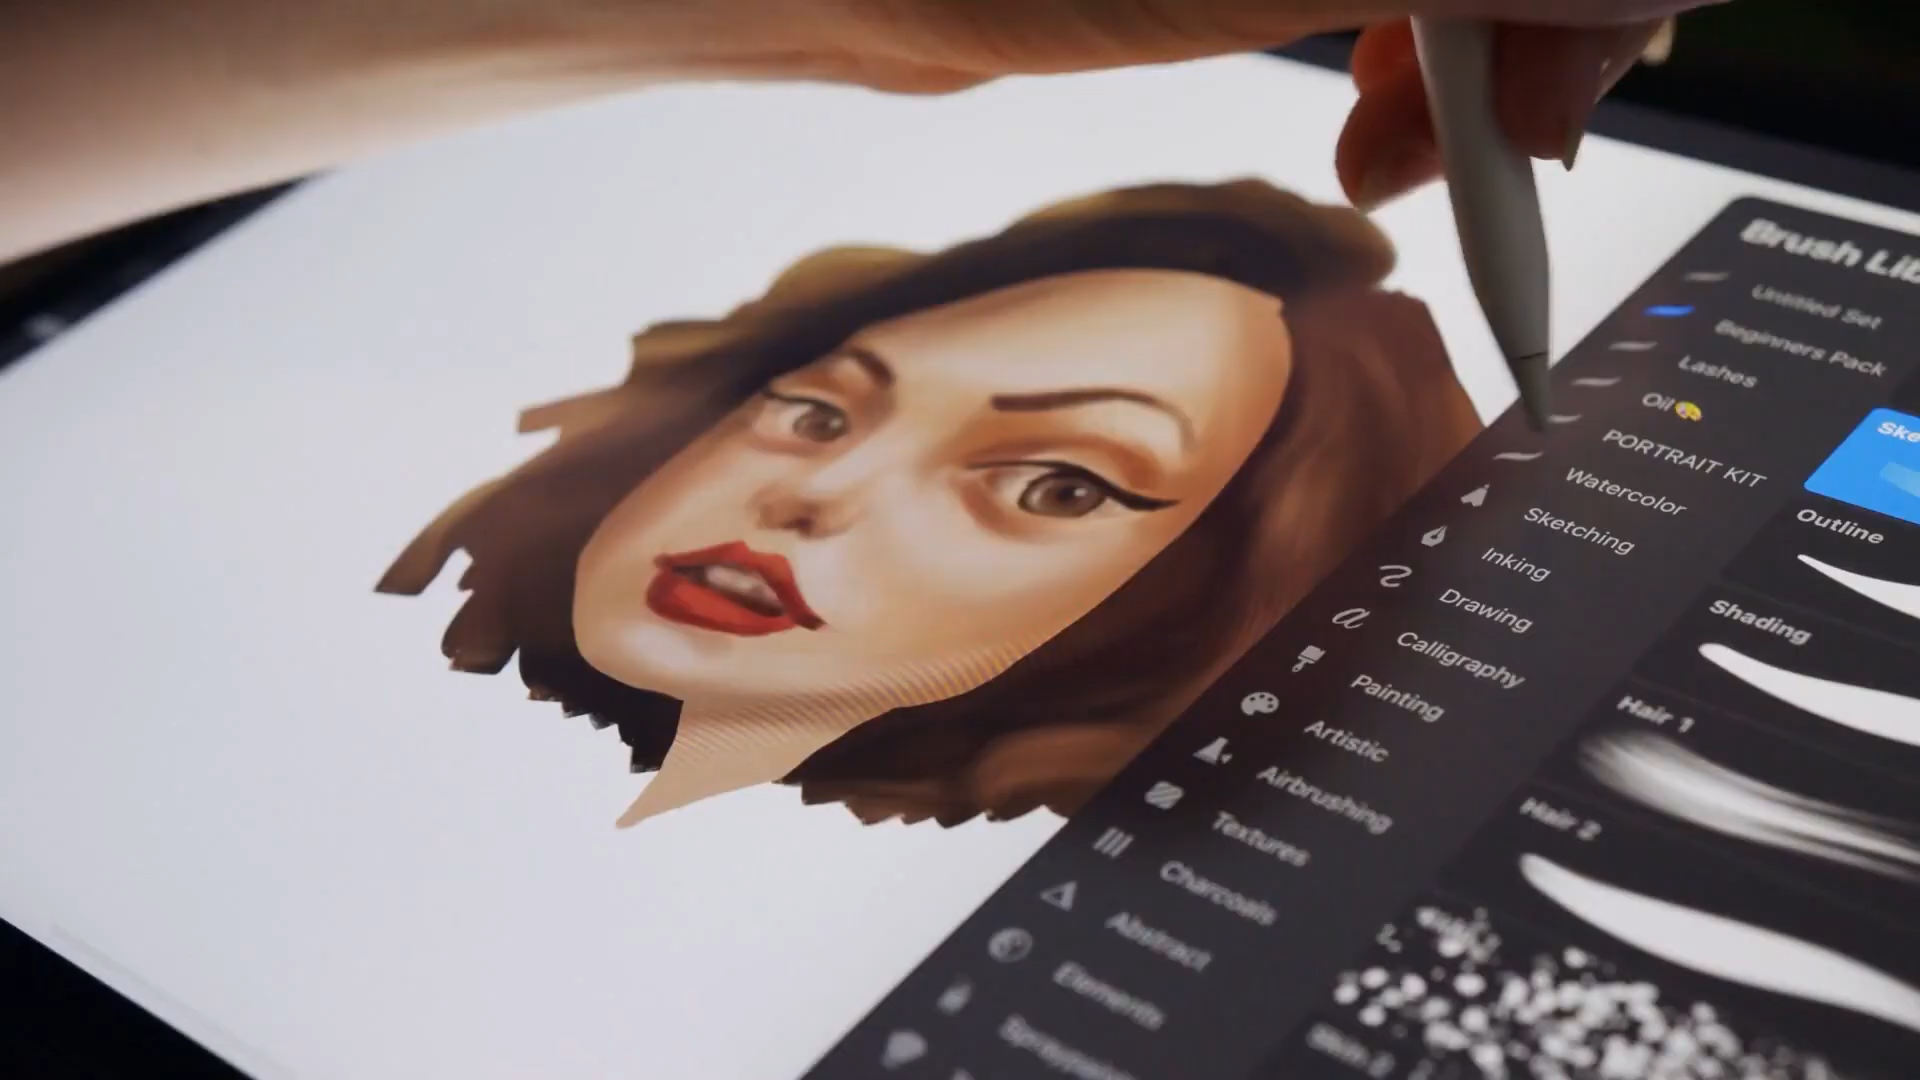 Brush Lib
Untitled Set
Beginners Pack
Lashes
Oil😘
PORTRAIT KIT
Watercolor
Sketching
Inking
Drawing
Calligraphy
Painting
Artistic
Airbrushing
Textures
Charcoals
Abstract
Elements
Ske
Outline
Shading
Hair 1
Hair 2